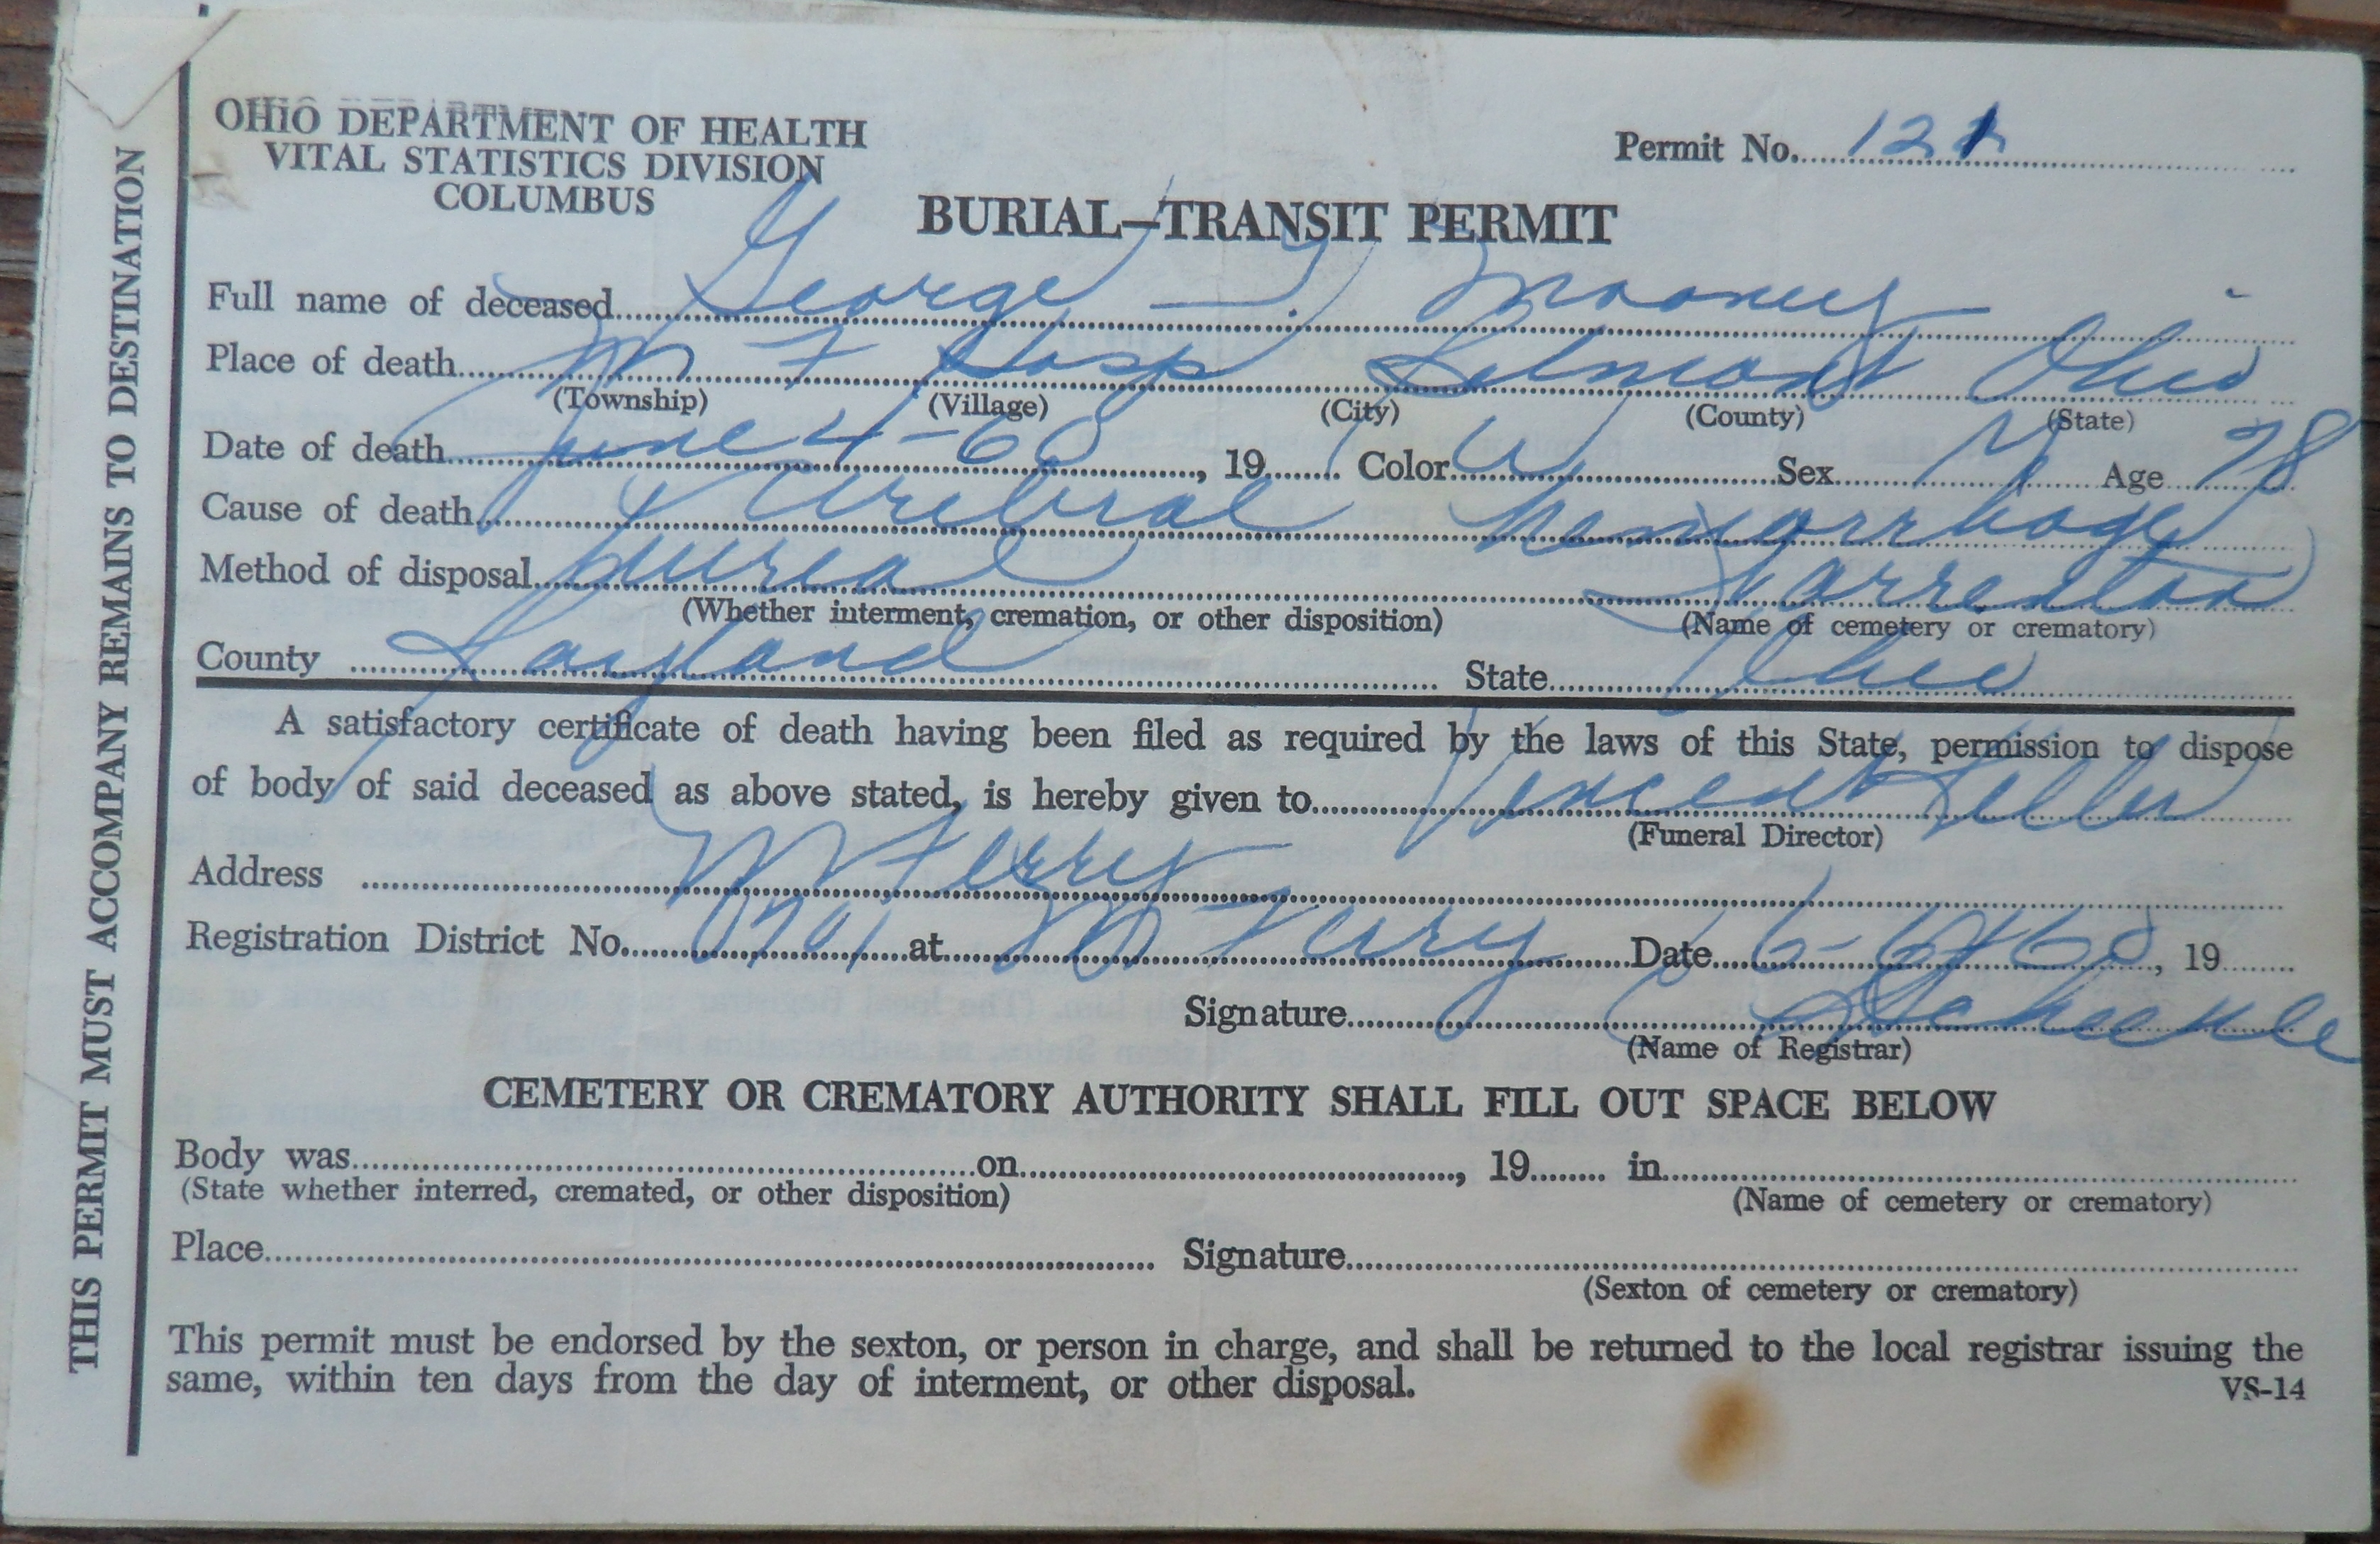 OHIO DEPARTMENT OF HEALTH
VITAL STATISTICS DIVISION
COLUMBUS
Permit No.
BURIAL—TRANSIT PERMIT
Full name of deceased George T. Mooney
Place of death M F Hosp Belmont Ohio
(Township) (Village) (City) (County) (State)
Date of death June 4-60, 19 Color W Sex M Age 78
Cause of death Cerebral hemorrhage
Method of disposal burial
(Whether interment, cremation, or other disposition) (Name of cemetery or crematory)
County State Ohio
A satisfactory certificate of death having been filed as required by the laws of this State, permission to dispose
of body of said deceased as above stated, is hereby given to Vincent
(Funeral Director)
Address M Ferry
Registration District No. 0701 at M Ferry Date 6-6-60, 19
Signature
(Name of Registrar)
CEMETERY OR CREMATORY AUTHORITY SHALL FILL OUT SPACE BELOW
Body was on , 19 in
(State whether interred, cremated, or other disposition) (Name of cemetery or crematory)
Place Signature
(Sexton of cemetery or crematory)
This permit must be endorsed by the sexton, or person in charge, and shall be returned to the local registrar issuing the
same, within ten days from the day of interment, or other disposal.
VS-14
THIS PERMIT MUST ACCOMPANY REMAINS TO DESTINATION